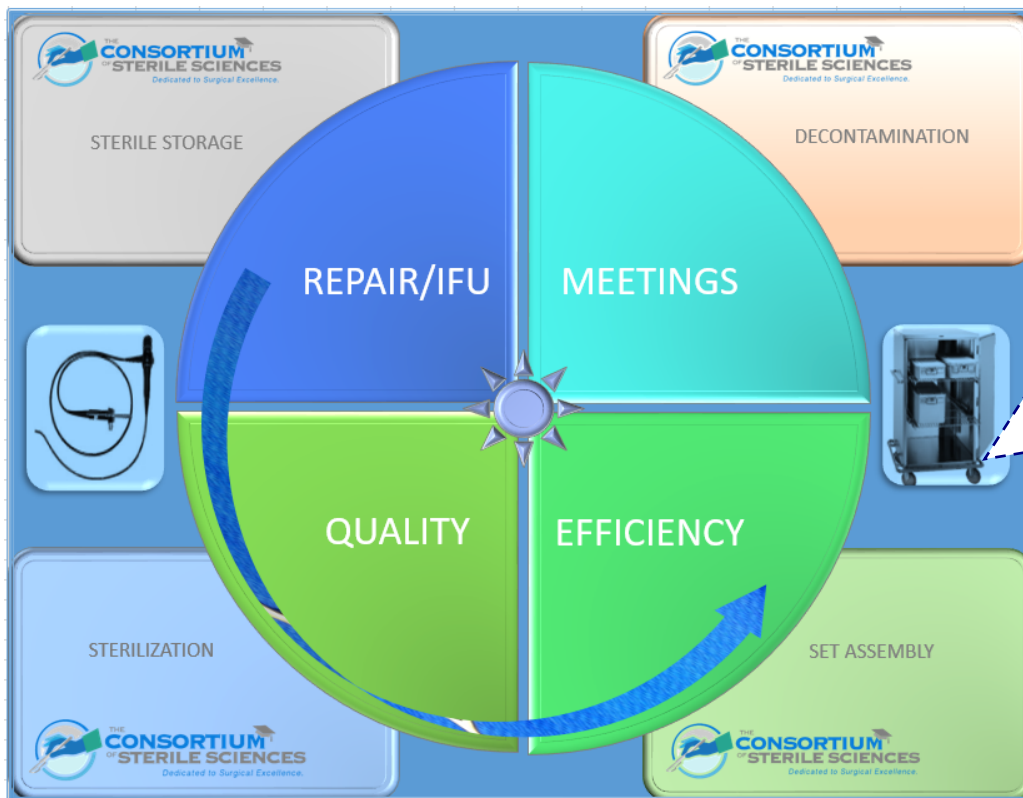 THE
CONSORTIUM
OF STERILE SCIENCES
Dedicated to Surgical Excellence.
STERILE STORAGE
THE
CONSORTIUM
OF STERILE SCIENCES
Dedicated to Surgical Excellence.
DECONTAMINATION
REPAIR/IFU
MEETINGS
QUALITY
EFFICIENCY
STERILIZATION
THE
CONSORTIUM
OF STERILE SCIENCES
Dedicated to Surgical Excellence.
SET ASSEMBLY
THE
CONSORTIUM
OF STERILE SCIENCES
Dedicated to Surgical Excellence.